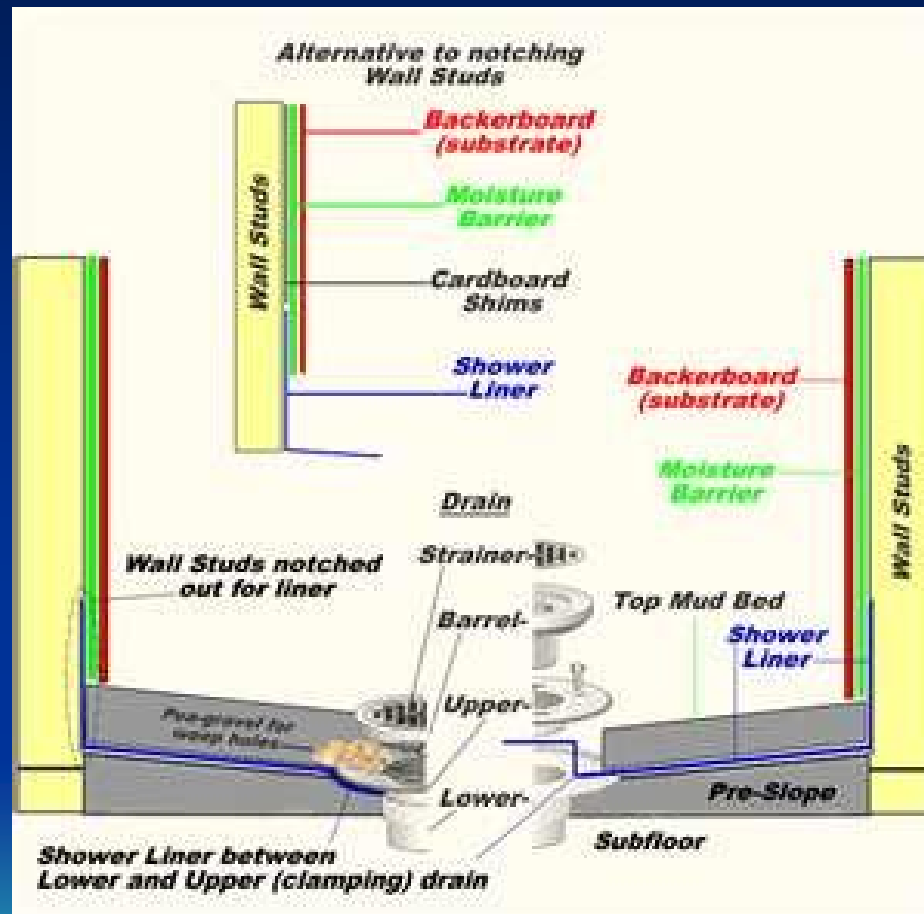 Alternative to notching
Wall Studs
Backerboard
(substrate)
Moisture
Barrier
Wall Studs
Cardboard
Shims
Shower
Liner
Backerboard
(substrate)
Moisture
Barrier
Wall Studs
Drain
Strainer-
Wall Studs notched
out for liner
Barrel-
Top Mud Bed
Shower
Liner
Upper-
Pea-gravel for
weep holes
Lower-
Pre-Slope
Subfloor
Shower Liner between
Lower and Upper (clamping) drain